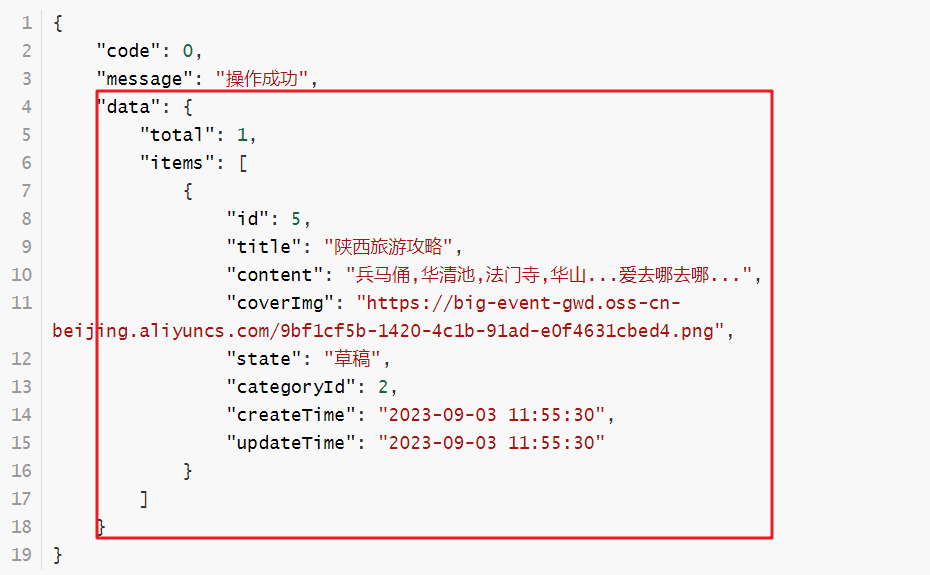 1 {
2     "code": 0,
3     "message": "操作成功",
4     "data": {
5         "total": 1,
6         "items": [
7             {
8                 "id": 5,
9                 "title": "陕西旅游攻略",
10                 "content": "兵马俑,华清池,法门寺,华山...爱去哪去哪...",
11                 "coverImg": "https://big-event-gwd.oss-cn-
beijing.aliyuncs.com/9bf1cf5b-1420-4c1b-91ad-e0f4631cbed4.png",
12                 "state": "草稿",
13                 "categoryId": 2,
14                 "createTime": "2023-09-03 11:55:30",
15                 "updateTime": "2023-09-03 11:55:30"
16             }
17         ]
18     }
19 }